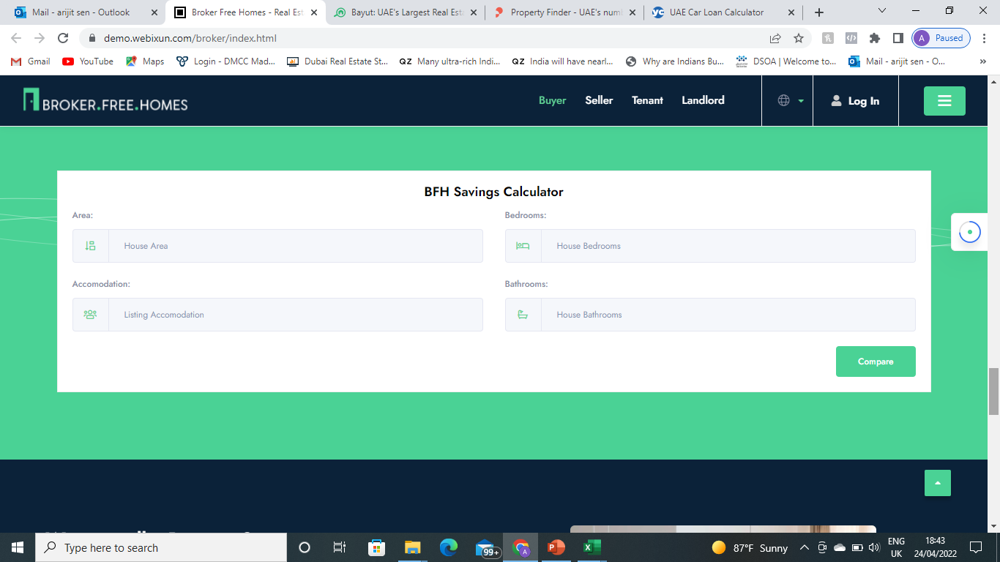 Mail - arijit sen - Outlook
Broker Free Homes - Real Est
Bayut: UAE's Largest Real Esta
Property Finder - UAE's numb
yc UAE Car Loan Calculator
demo.webixun.com/broker/index.html
A Paused
Gmail
YouTube
Maps
Login - DMCC Mad...
Dubai Real Estate St...
QZ Many ultra-rich Indi...
QZ India will have nearl...
Why are Indians Bu...
DSOA | Welcome to...
Mail - arijit sen - O...
BROKER.FREE.HOMES
Buyer
Seller
Tenant
Landlord
Log In
BFH Savings Calculator
Area:
Bedrooms:
House Area
House Bedrooms
Accomodation:
Bathrooms:
Listing Accomodation
House Bathrooms
Compare
Type here to search
99+
A
87°F Sunny
ENG
UK
18:43
24/04/2022